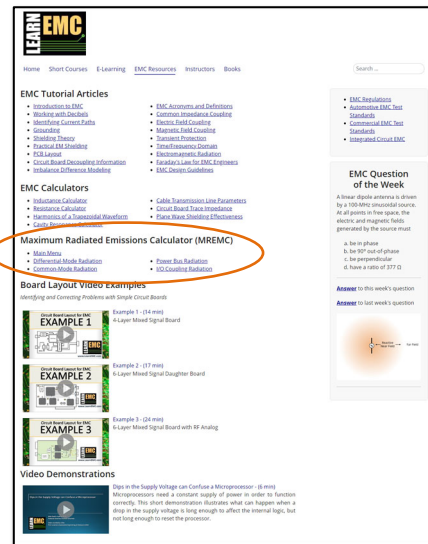 LEARN EMC
Home Short Courses E-Learning EMC Resources Instructors Books
Search ...
EMC Tutorial Articles
Introduction to EMC
Working with Decibels
Identifying Current Paths
Grounding
Shielding Theory
Practical EM Shielding
PCB Layout
Circuit Board Decoupling Information
Imbalance Difference Modeling
EMC Acronyms and Definitions
Common Impedance Coupling
Electric Field Coupling
Magnetic Field Coupling
Transient Protection
Time/Frequency Domain
Electromagnetic Radiation
Faraday's Law for EMC Engineers
EMC Design Guidelines
EMC Calculators
Inductance Calculator
Resistance Calculator
Harmonics of a Trapezoidal Waveform
Cavity Resonance Calculator
Cable Transmission Line Parameters
Circuit Board Trace Impedance
Plane Wave Shielding Effectiveness
Maximum Radiated Emissions Calculator (MREMC)
Main Menu
Differential-Mode Radiation
Common-Mode Radiation
Power Bus Radiation
I/O Coupling Radiation
Board Layout Video Examples
Identifying and Correcting Problems with Simple Circuit Boards
Circuit Board Layout for EMC
EXAMPLE 1
Example 1 - (14 min)
4-Layer Mixed Signal Board
Circuit Board Layout for EMC
EXAMPLE 2
Example 2 - (17 min)
6-Layer Mixed Signal Daughter Board
Circuit Board Layout for EMC
EXAMPLE 3
Example 3 - (24 min)
6-Layer Mixed Signal Board with RF Analog
Video Demonstrations
Dips in the Supply Voltage can Confuse a Microprocessor - (6 min)
Microprocessors need a constant supply of power in order to function
correctly. This short demonstration illustrates what can happen when a
drop in the supply voltage is long enough to affect the internal logic, but
not long enough to reset the processor.
EMC Regulations
Automotive EMC Test
Standards
Commercial EMC Test
Standards
Integrated Circuit EMC
EMC Question
of the Week
A linear dipole antenna is driven
by a 100-MHz sinusoidal source.
At all points in free space, the
electric and magnetic fields
generated by the source must
a. be in phase
b. be 90° out-of-phase
c. be perpendicular
d. have a ratio of 377 Ω
Answer to this week's question
Answer to last week's question